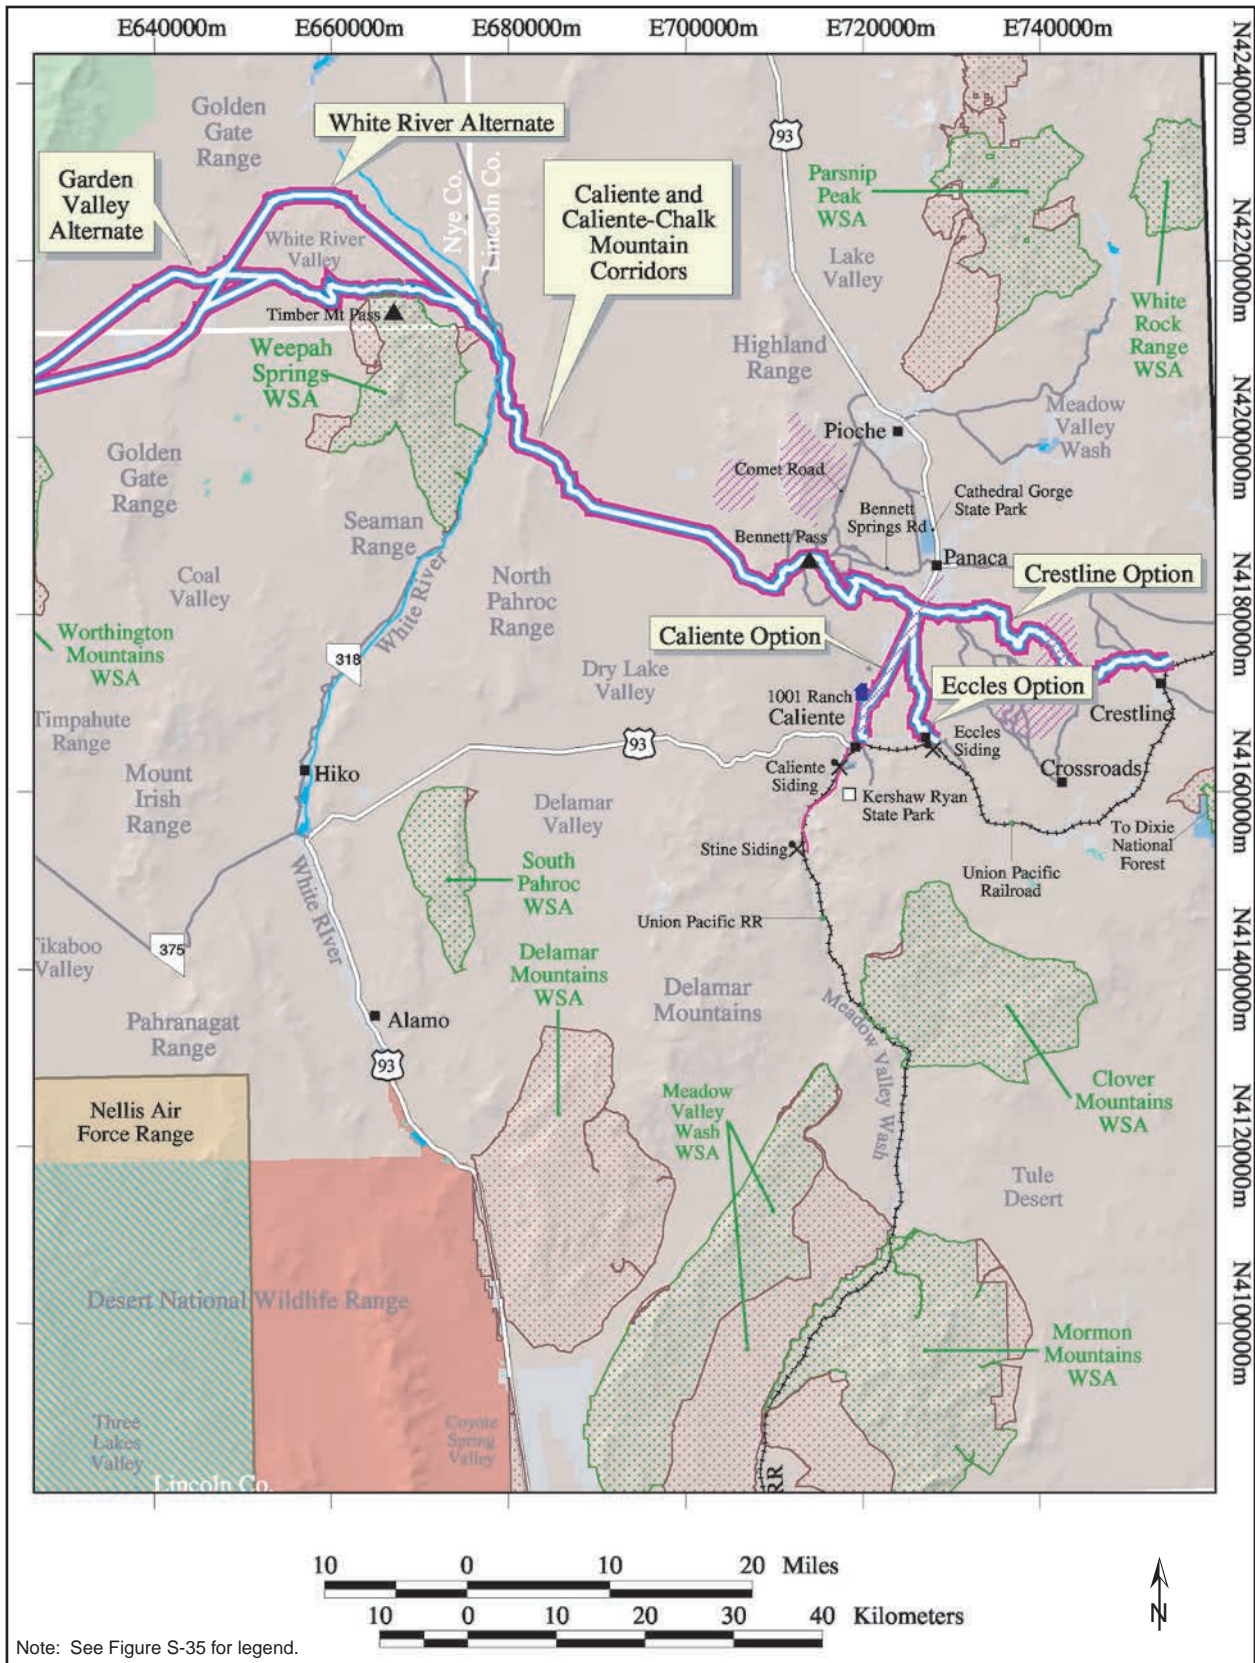 E640000m
E660000m
E680000m
E700000m
E720000m
E740000m
N4240000m
N4220000m
N4200000m
N4180000m
N4160000m
N4140000m
N4120000m
N4100000m
Golden
Gate
Range
White River Alternate
Garden
Valley
Alternate
White River
Valley
Nye Co.
Lincoln Co.
Caliente and
Caliente-Chalk
Mountain
Corridors
93
Parsnip
Peak
WSA
Lake
Valley
White
Rock
Range
WSA
Timber Mt Pass
Weepah
Springs
WSA
Highland
Range
Meadow
Valley
Wash
Pioche
Golden
Gate
Range
Comet Road
Cathedral Gorge
State Park
Bennett
Springs Rd
Seaman
Range
Bennett Pass
Panaca
Coal
Valley
White River
North
Pahroc
Range
Crestline Option
Worthington
Mountains
WSA
318
Caliente Option
Dry Lake
Valley
1001 Ranch
Caliente
Eccles Option
Timpahute
Range
93
Eccles
Siding
Crestline
Hiko
Mount
Irish
Range
Caliente
Siding
Crossroads
Delamar
Valley
Kershaw Ryan
State Park
To Dixie
National
Forest
Stine Siding
South
Pahroc
WSA
Union Pacific
Railroad
White RIver
Union Pacific RR
375
Tikaboo
Valley
Delamar
Mountains
WSA
Delamar
Mountains
Meadow Valley Wash
Pahranagat
Range
Alamo
93
Clover
Mountains
WSA
Nellis Air
Force Range
Meadow
Valley
Wash
WSA
Tule
Desert
Desert National Wildlife Range
Mormon
Mountains
WSA
Three
Lakes
Valley
Coyote
Spring
Valley
Lincoln Co.
RR
10 0 10 20 Miles
10 0 10 20 30 40 Kilometers
N
Note: See Figure S-35 for legend.